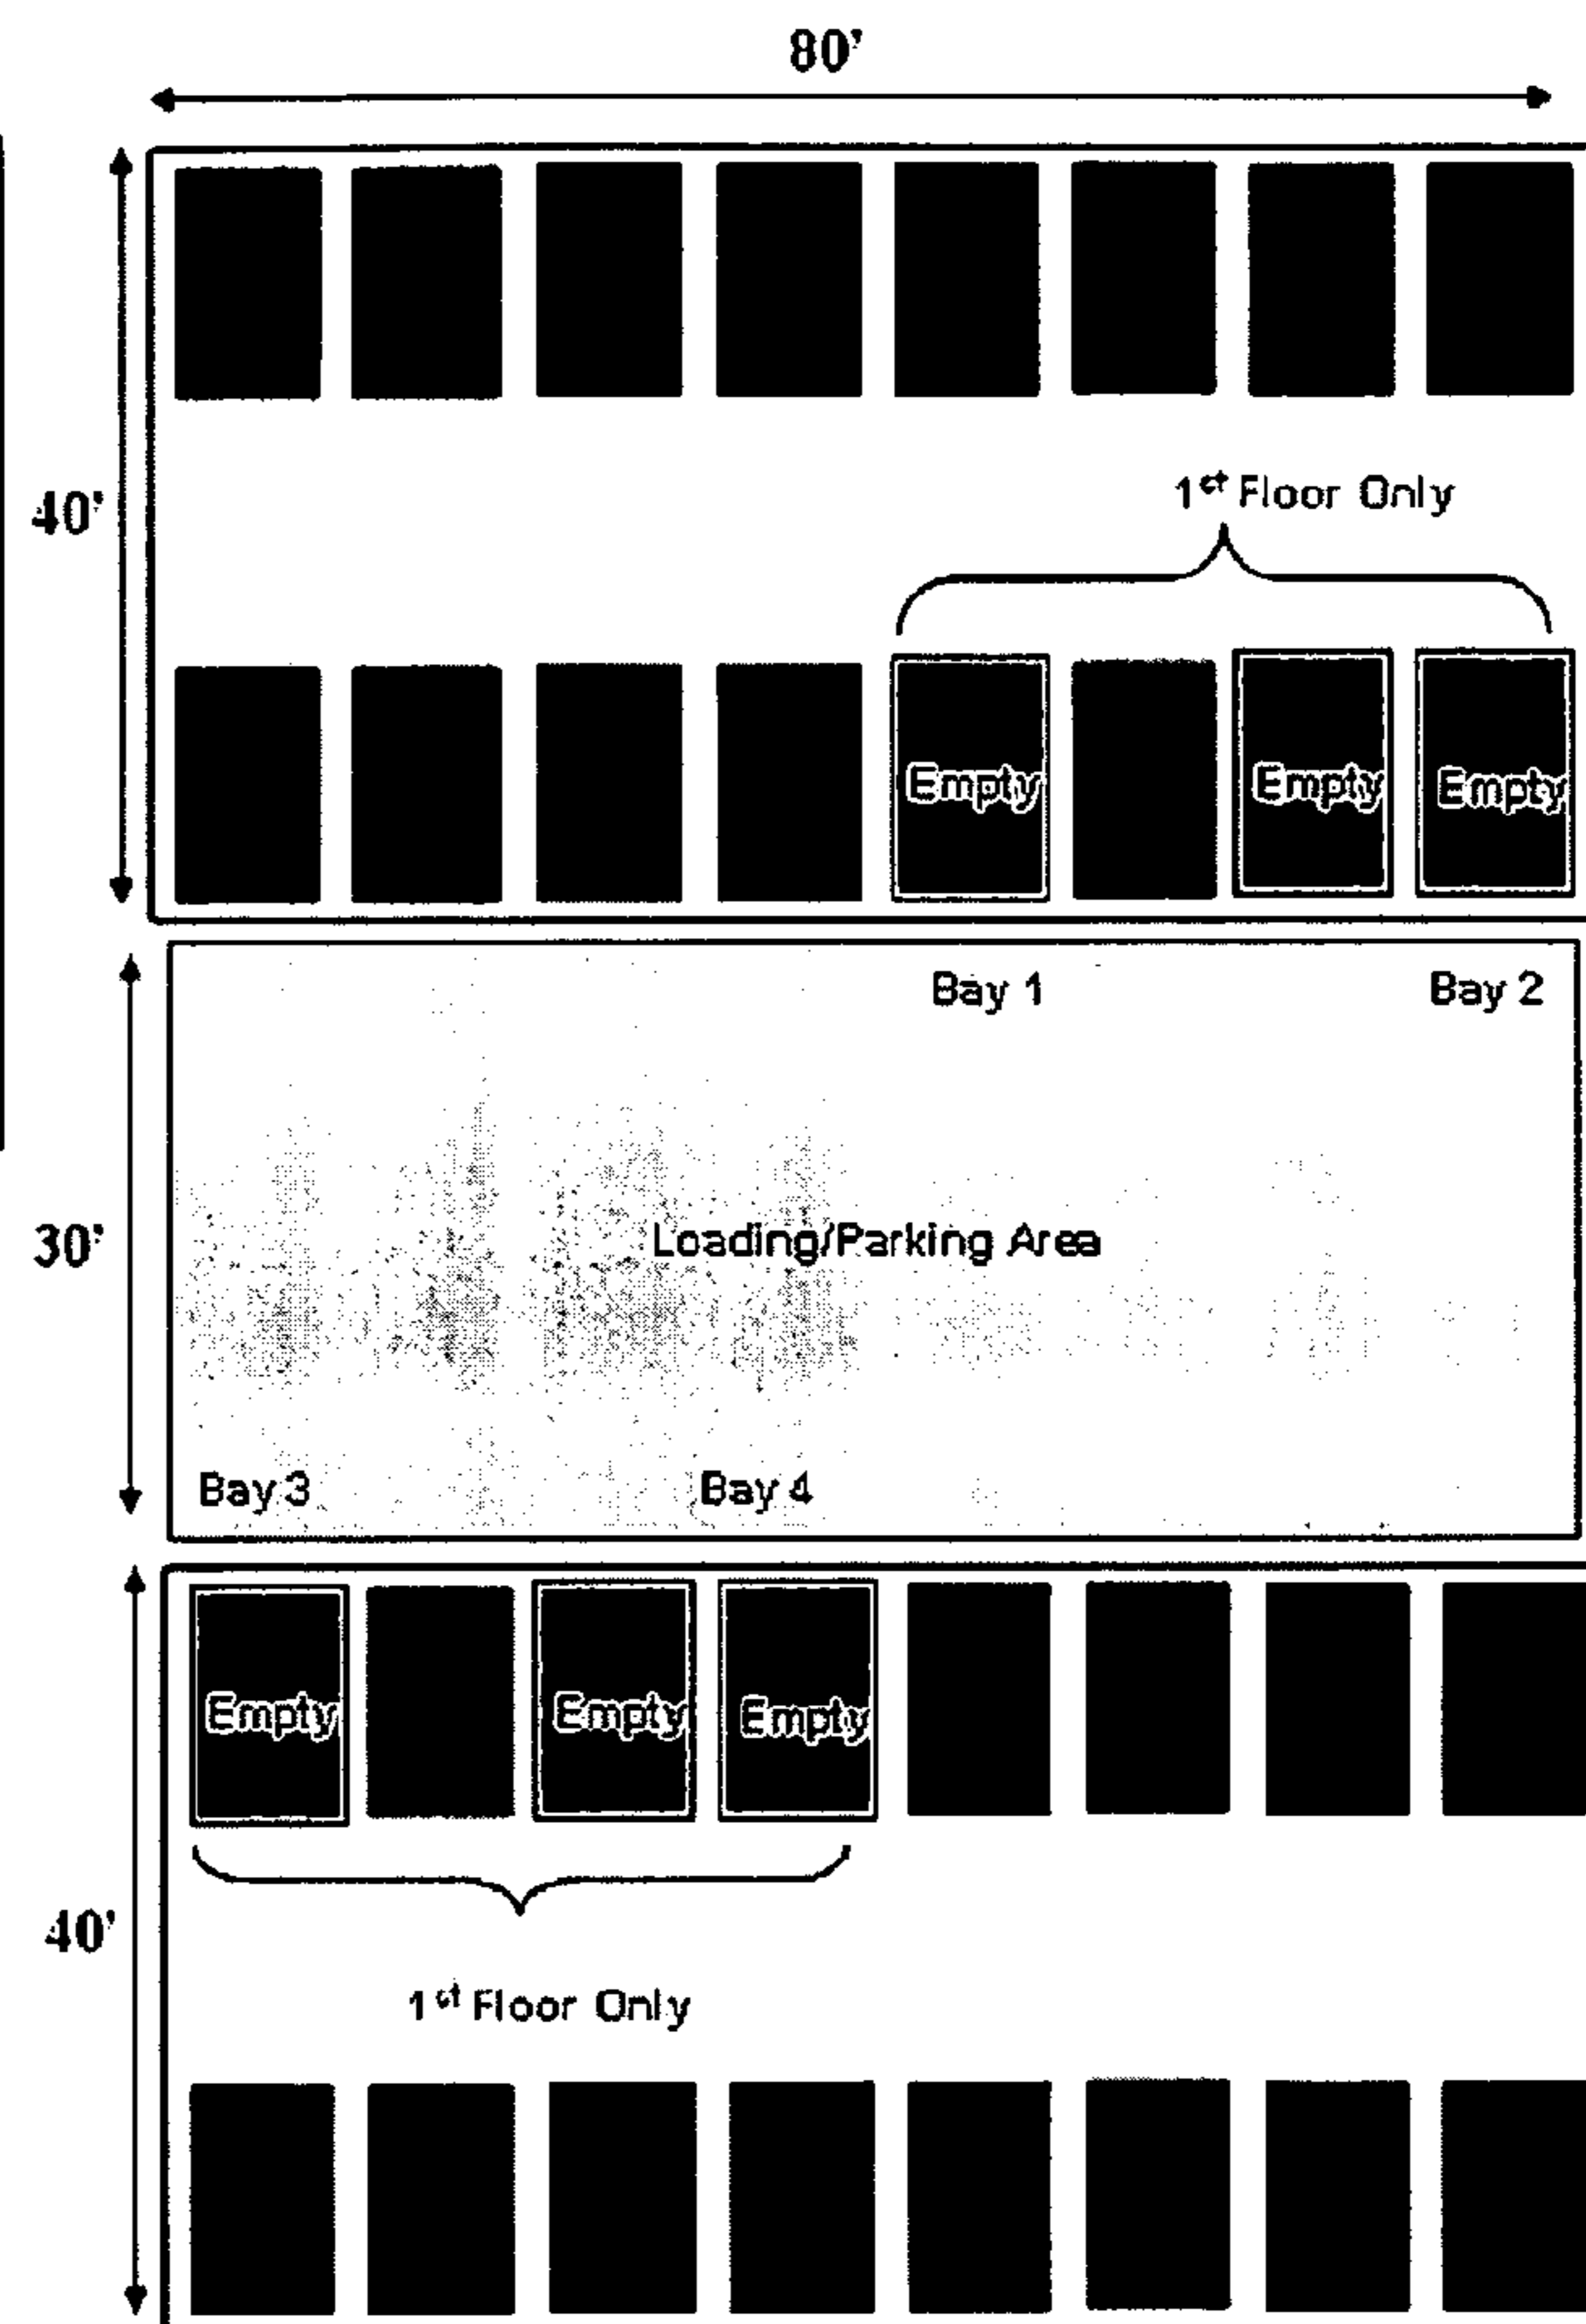 80’
40’
1st Floor Only
Empty Empty Empty
Bay 1 Bay 2
30’
Loading/Parking Area
Bay 3 Bay 4
Empty Empty Empty
40’
1st Floor Only